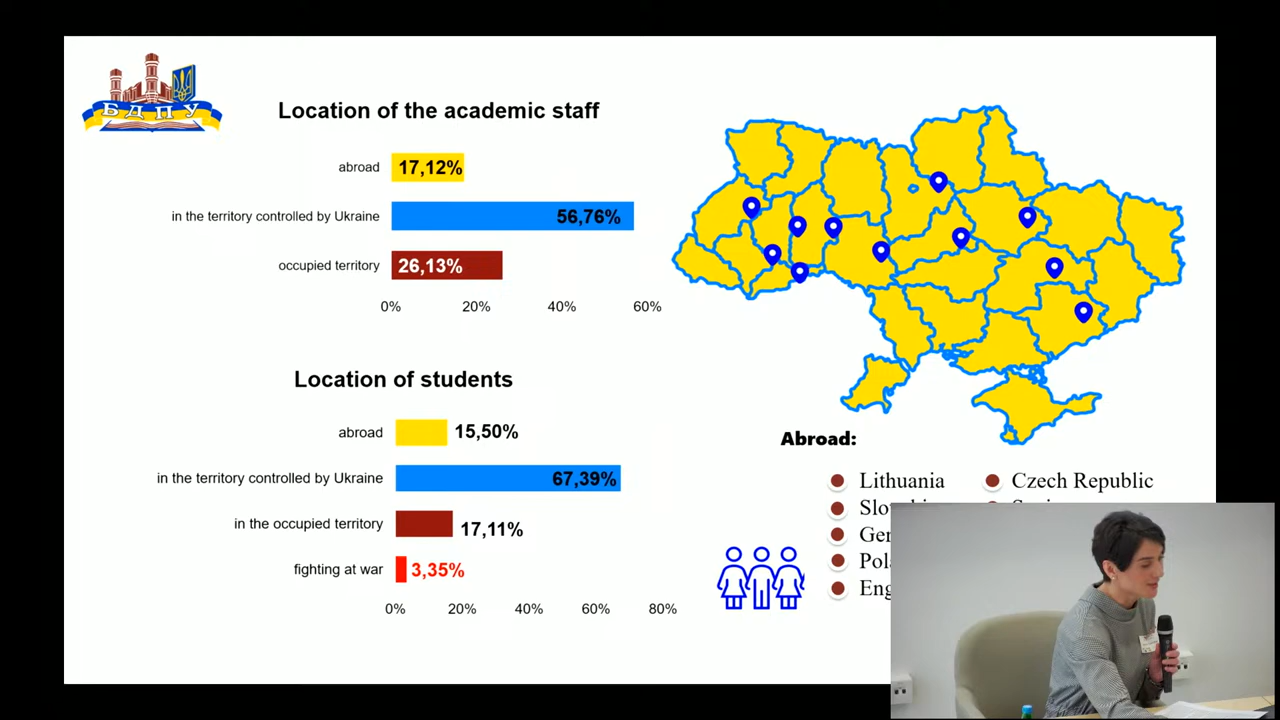 БДПУ
Location of the academic staff
abroad 17,12%
in the territory controlled by Ukraine 56,76%
occupied territory 26,13%
0% 20% 40% 60%
Location of students
abroad 15,50%
in the territory controlled by Ukraine 67,39%
in the occupied territory 17,11%
fighting at war 3,35%
0% 20% 40% 60% 80%
Abroad:
Lithuania
Czech Republic